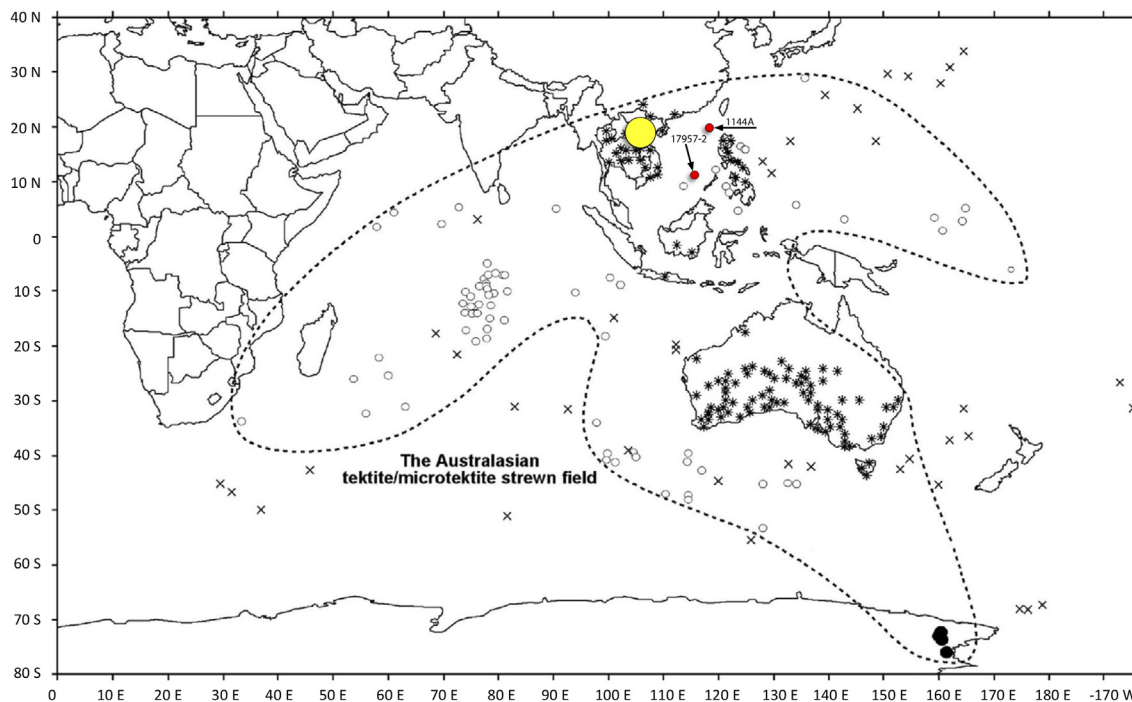 40 N
30 N
20 N
10 N
0
10 S
20 S
30 S
40 S
50 S
60 S
70 S
80 S
1144A
17957-2
The Australasian
tektite/microtektite strewn field
0 10 E 20 E 30 E 40 E 50 E 60 E 70 E 80 E 90 E 100 E 110 E 120 E 130 E 140 E 150 E 160 E 170 E 180 E -170 W